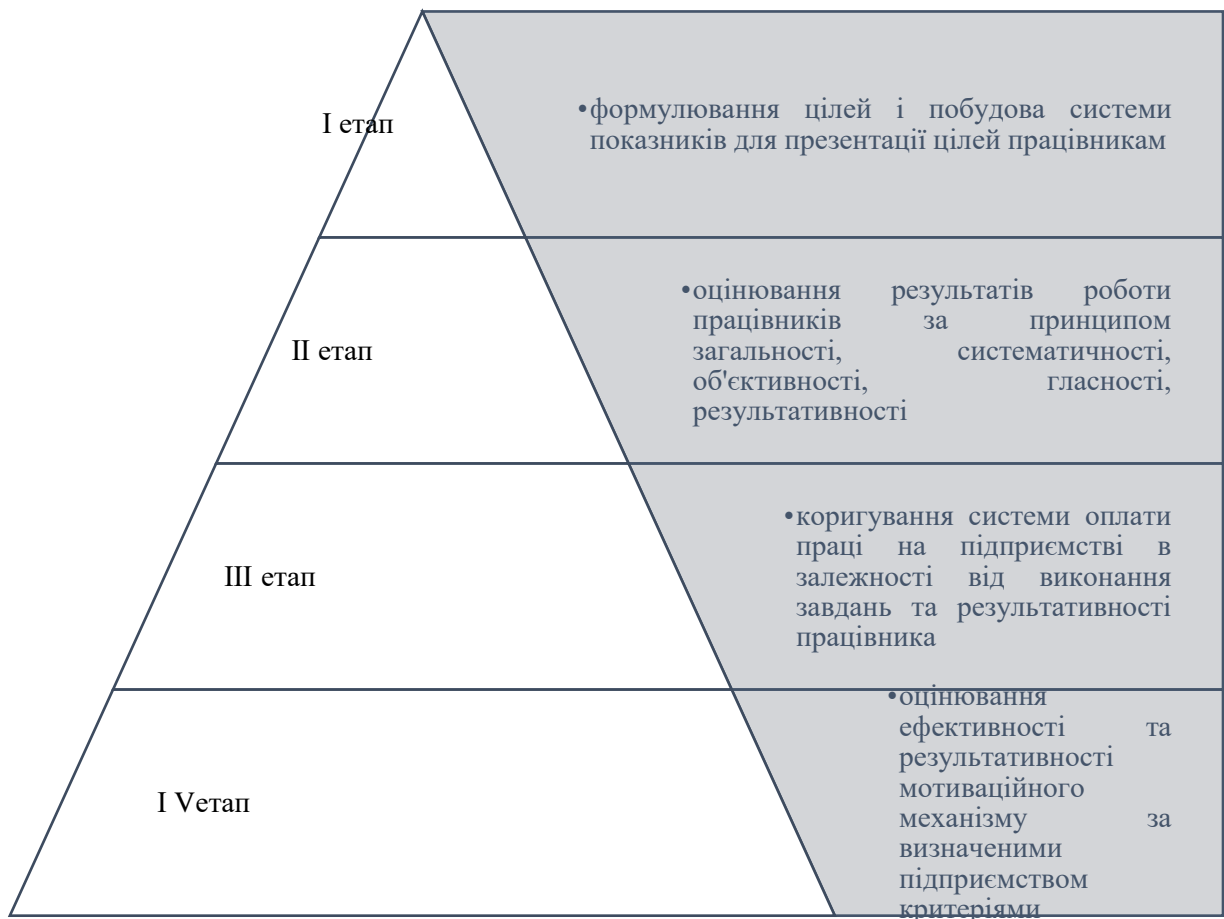 І етап
•формулювання цілей і побудова системи
показників для презентації цілей працівникам
ІІ етап
•оцінювання результатів роботи
працівників за принципом
загальності, систематичності,
об'єктивності, гласності,
результативності
ІІІ етап
•коригування системи оплати
праці на підприємстві в
залежності від виконання
завдань та результативності
працівника
І Vетап
•оцінювання
ефективності та
результативності
мотиваційного
механізму за
визначеними
підприємством
критеріями